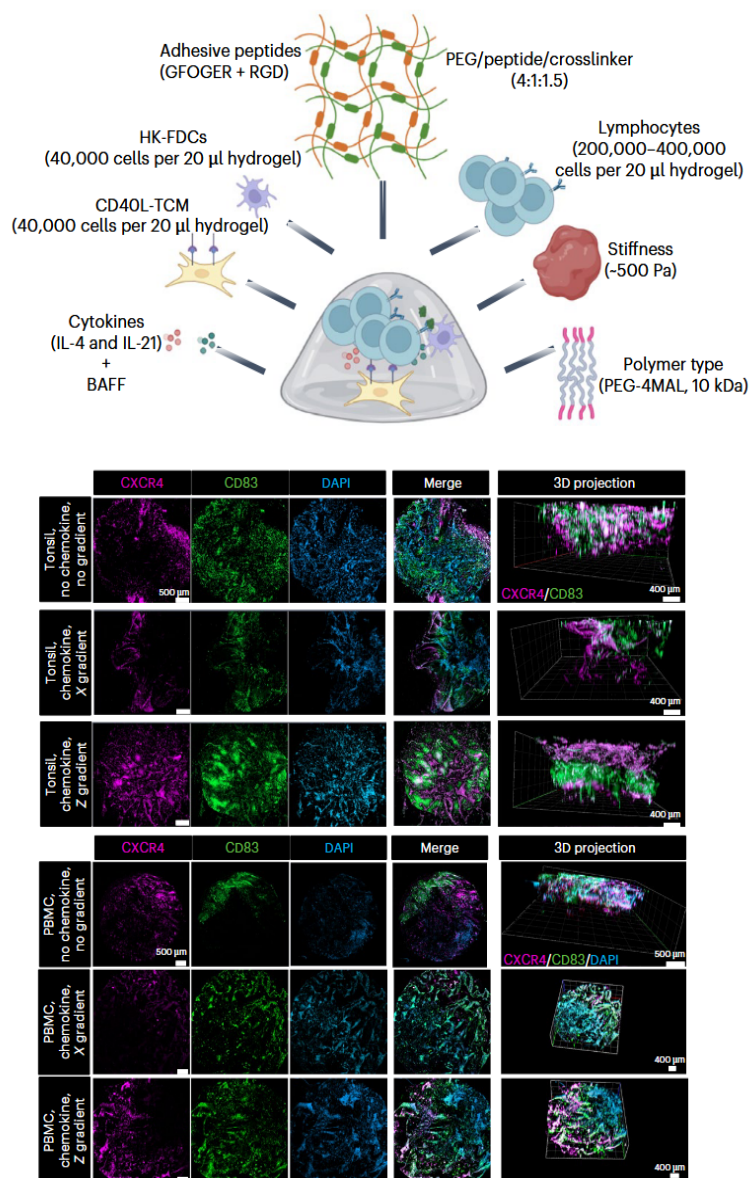 Adhesive peptides
(GFOGER + RGD)
PEG/peptide/crosslinker
(4:1:1.5)
HK-FDCs
(40,000 cells per 20 µl hydrogel)
Lymphocytes
(200,000–400,000
cells per 20 µl hydrogel)
CD40L-TCM
(40,000 cells per 20 µl hydrogel)
Stiffness
(~500 Pa)
Cytokines
(IL-4 and IL-21)
+
BAFF
Polymer type
(PEG-4MAL, 10 kDa)
CXCR4 CD83 DAPI Merge 3D projection
Tonsil,
no chemokine,
no gradient
500 µm
CXCR4/CD83
400 µm
Tonsil,
chemokine,
X gradient
400 µm
Tonsil,
chemokine,
Z gradient
400 µm
CXCR4 CD83 DAPI Merge 3D projection
PBMC,
no chemokine,
no gradient
500 µm
CXCR4/CD83/DAPI
500 µm
PBMC,
chemokine,
X gradient
400 µm
PBMC,
chemokine,
Z gradient
400 µm